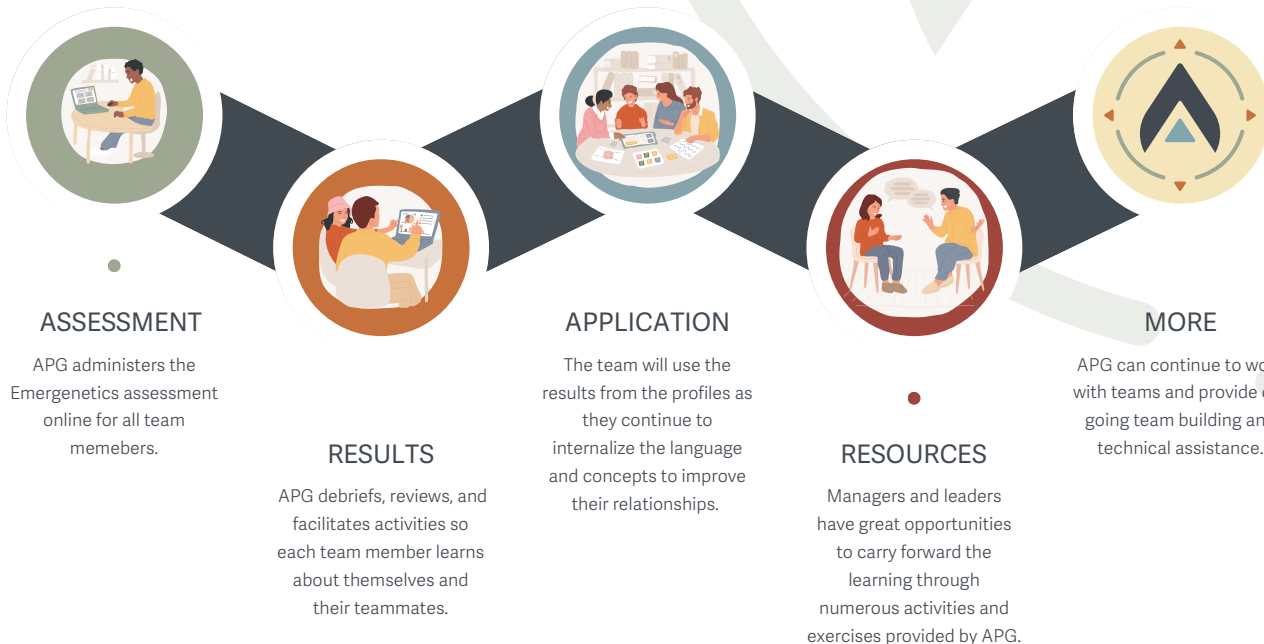 ASSESSMENT
APG administers the
Emergenetics assessment
online for all team
memebers.
RESULTS
APG debriefs, reviews, and
facilitates activities so
each team member learns
about themselves and
their teammates.
APPLICATION
The team will use the
results from the profiles as
they continue to
internalize the language
and concepts to improve
their relationships.
RESOURCES
Managers and leaders
have great opportunities
to carry forward the
learning through
numerous activities and
exercises provided by APG.
MORE
APG can continue to
with teams and provide
going team building
technical assistance.